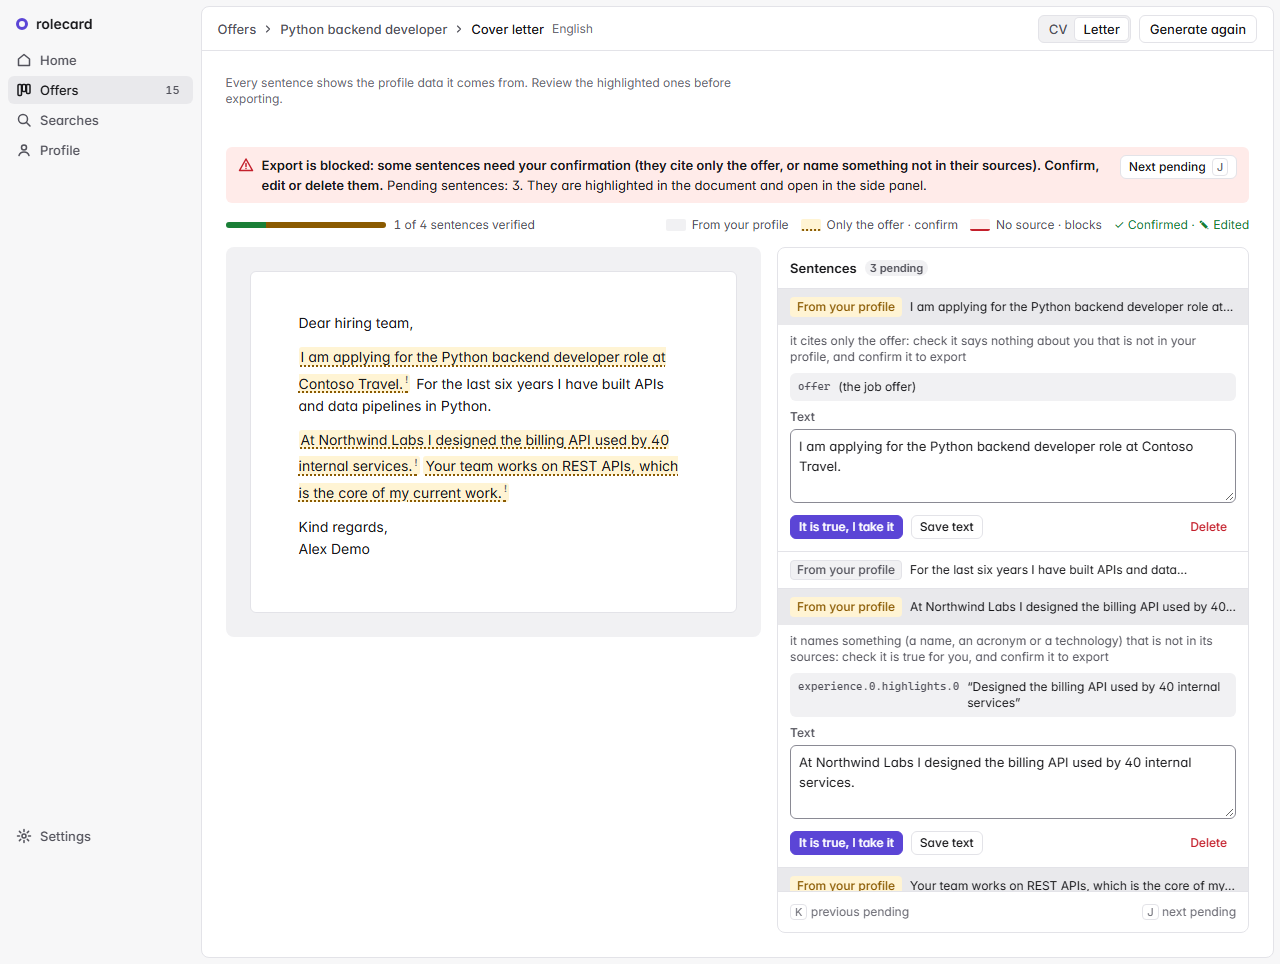 rolecard
Home
Offers 15
Searches
Profile
Settings
Offers > Python backend developer > Cover letter English
CV Letter Generate again
Every sentence shows the profile data it comes from. Review the highlighted ones before
exporting.
Export is blocked: some sentences need your confirmation (they cite only the offer, or name something not in their sources). Confirm,
edit or delete them. Pending sentences: 3. They are highlighted in the document and open in the side panel.
Next pending J
1 of 4 sentences verified
From your profile Only the offer · confirm No source · blocks ✓ Confirmed · Edited
Dear hiring team,
I am applying for the Python backend developer role at
Contoso Travel. ! For the last six years I have built APIs
and data pipelines in Python.
At Northwind Labs I designed the billing API used by 40
internal services. ! Your team works on REST APIs, which
is the core of my current work. !
Kind regards,
Alex Demo
Sentences 3 pending
From your profile I am applying for the Python backend developer role at...
it cites only the offer: check it says nothing about you that is not in your
profile, and confirm it to export
offer (the job offer)
Text
I am applying for the Python backend developer role at Contoso
Travel.
It is true, I take it Save text Delete
From your profile For the last six years I have built APIs and data...
From your profile At Northwind Labs I designed the billing API used by 40...
it names something (a name, an acronym or a technology) that is not in its
sources: check it is true for you, and confirm it to export
experience.0.highlights.0 “Designed the billing API used by 40 internal
services”
Text
At Northwind Labs I designed the billing API used by 40 internal
services.
It is true, I take it Save text Delete
From your profile Your team works on REST APIs, which is the core of my...
K previous pending J next pending